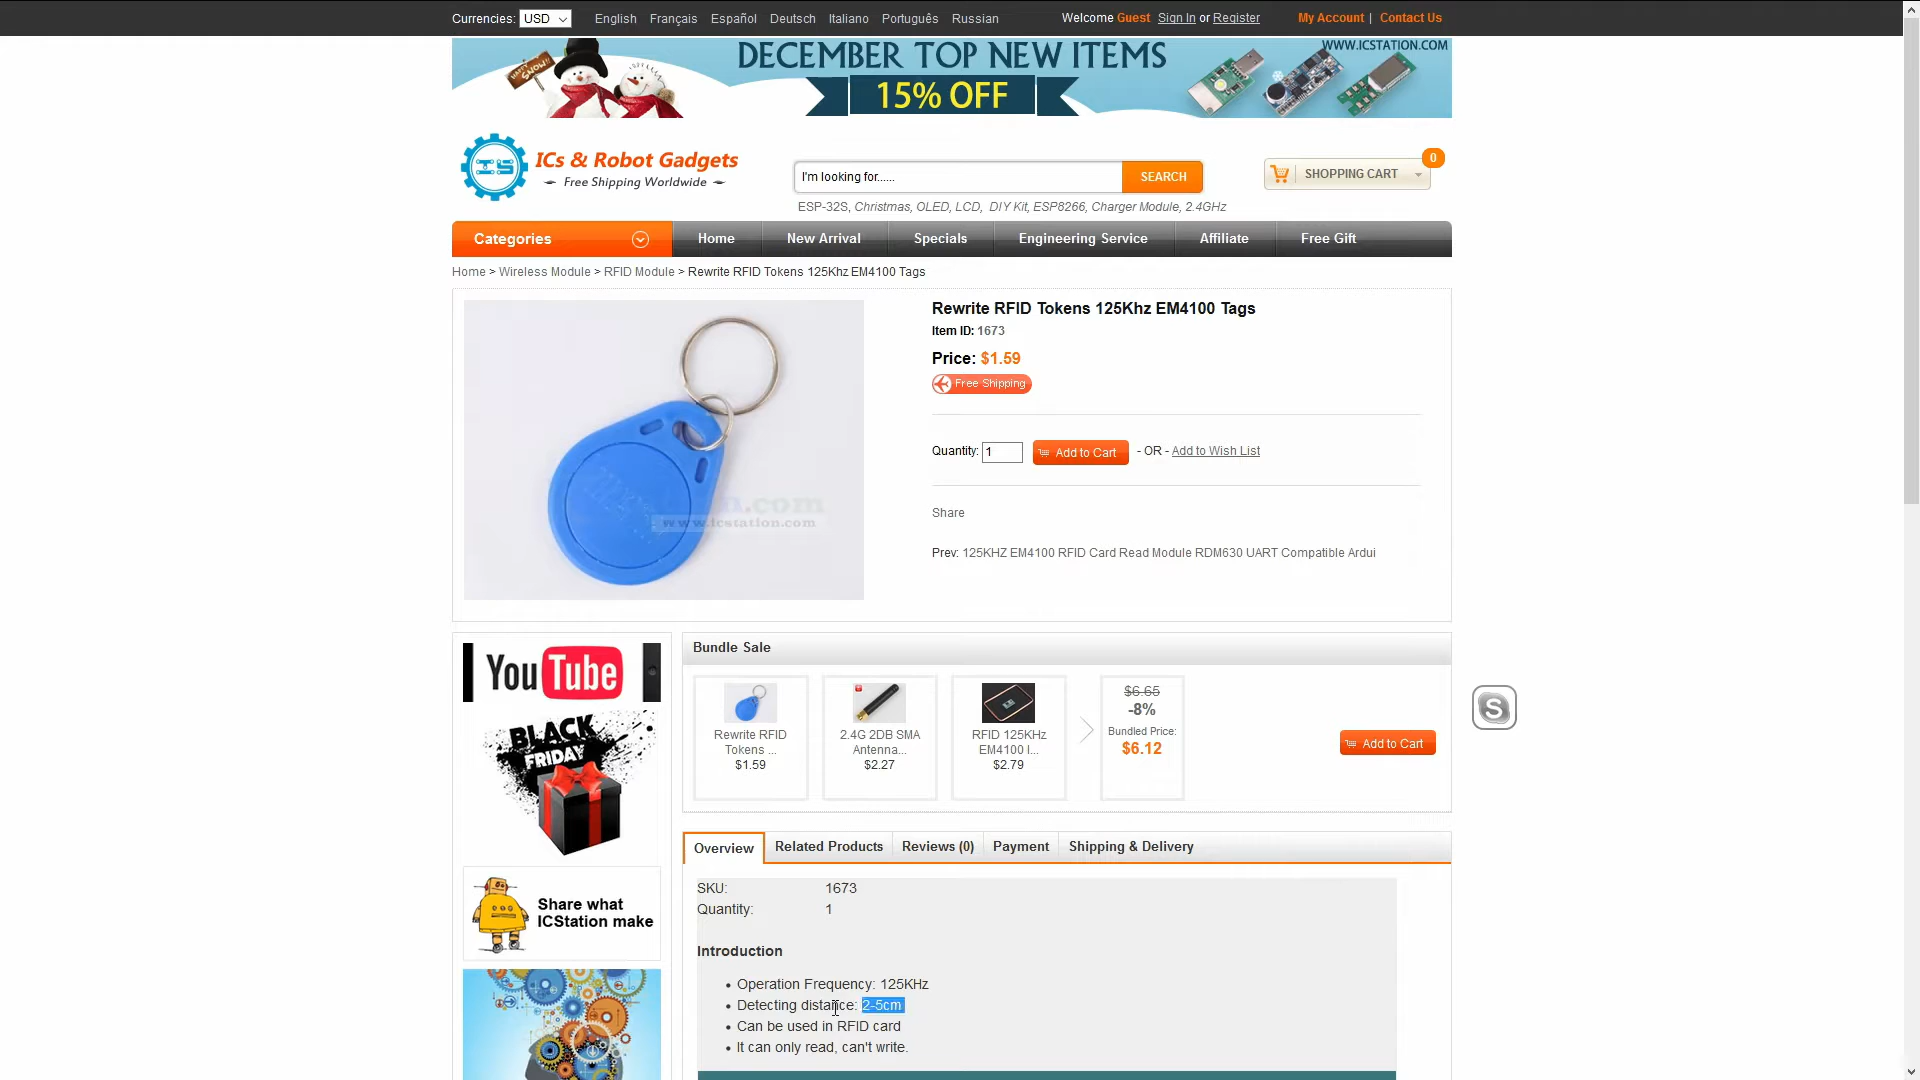 Currencies: USD English Français Español Deutsch Italiano Português Russian Welcome Guest Sign In or Register My Account | Contact Us
WWW.ICSTATION.COM
HAPPY SNOW!!
DECEMBER TOP NEW ITEMS
15% OFF
ICs & Robot Gadgets
Free Shipping Worldwide
I'm looking for...... SEARCH
SHOPPING CART 0
ESP-32S, Christmas, OLED, LCD, DIY Kit, ESP8266, Charger Module, 2.4GHz
Categories Home New Arrival Specials Engineering Service Affiliate Free Gift
Home > Wireless Module > RFID Module > Rewrite RFID Tokens 125Khz EM4100 Tags
Rewrite RFID Tokens 125Khz EM4100 Tags
Item ID: 1673
Price: $1.59
Free Shipping
Quantity: 1 Add to Cart - OR - Add to Wish List
Share
Prev: 125KHZ EM4100 RFID Card Read Module RDM630 UART Compatible Ardui
www.icstation.com
YouTube
BLACK
FRIDAY
Share what
ICStation make
Bundle Sale
Rewrite RFID
Tokens ...
$1.59
2.4G 2DB SMA
Antenna...
$2.27
RFID 125KHz
EM4100 I...
$2.79
$6.65
-8%
Bundled Price:
$6.12
Add to Cart
Overview Related Products Reviews (0) Payment Shipping & Delivery
SKU: 1673
Quantity: 1
Introduction
• Operation Frequency: 125KHz
• Detecting distance: 2-5cm
• Can be used in RFID card
• It can only read, can't write.